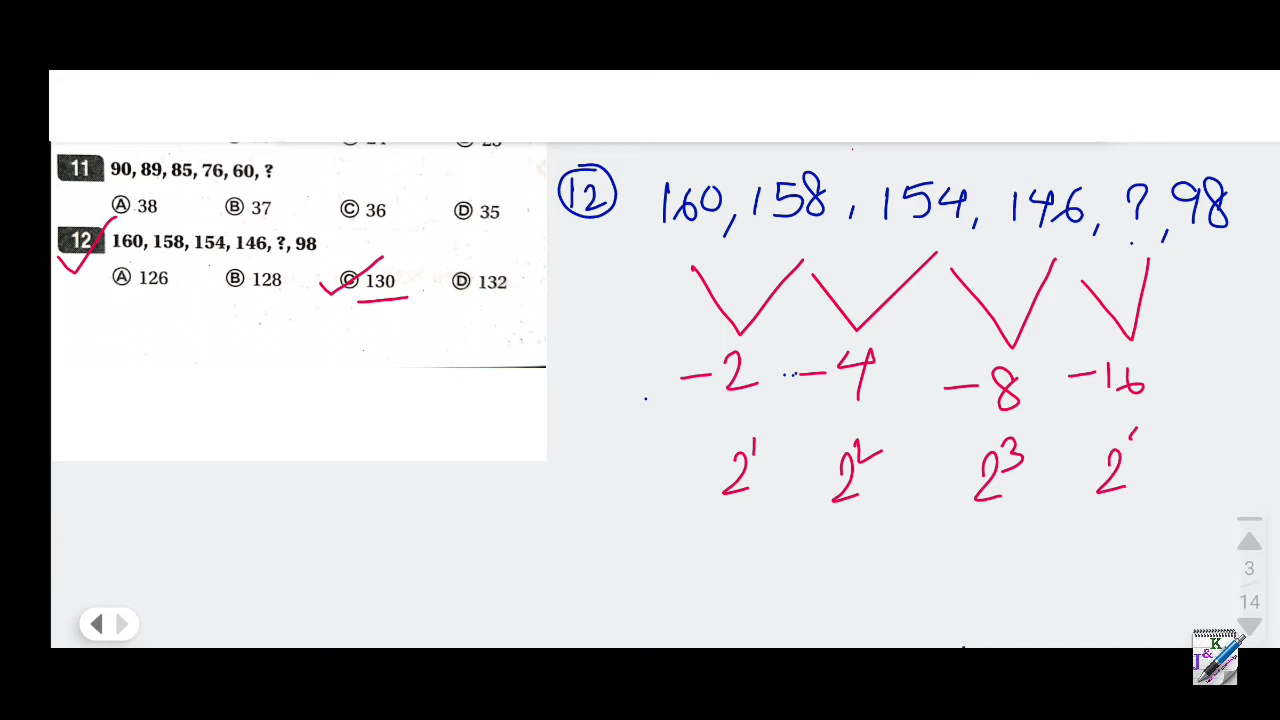 11 90, 89, 85, 76, 60, ?
Ⓐ 38 Ⓑ 37 Ⓒ 36 Ⓓ 35
12 160, 158, 154, 146, ?, 98
Ⓐ 126 Ⓑ 128 Ⓒ 130 Ⓓ 132
⑫ 160, 158, 154, 146, ?, 98
-2 -4 -8 -16
2¹ 2² 2³ 2
3
14
J&K